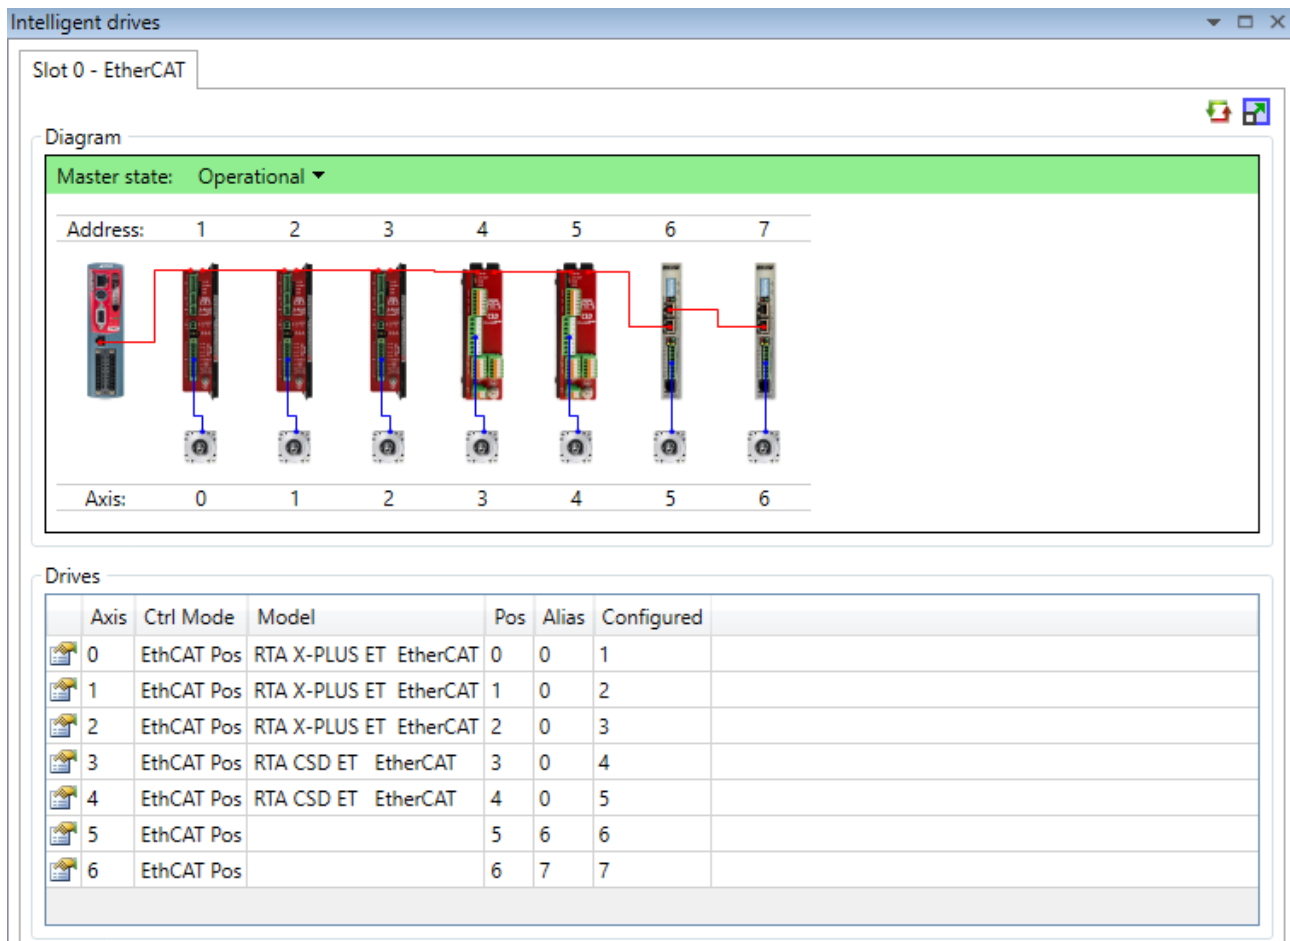 Intelligent drives
Slot 0 - EtherCAT
Diagram
Master state: Operational
Address: 1 2 3 4 5 6 7
Axis: 0 1 2 3 4 5 6
Drives
Axis Ctrl Mode Model Pos Alias Configured
0 EthCAT Pos RTA X-PLUS ET EtherCAT 0 0 1
1 EthCAT Pos RTA X-PLUS ET EtherCAT 1 0 2
2 EthCAT Pos RTA X-PLUS ET EtherCAT 2 0 3
3 EthCAT Pos RTA CSD ET EtherCAT 3 0 4
4 EthCAT Pos RTA CSD ET EtherCAT 4 0 5
5 EthCAT Pos 5 6 6
6 EthCAT Pos 6 7 7